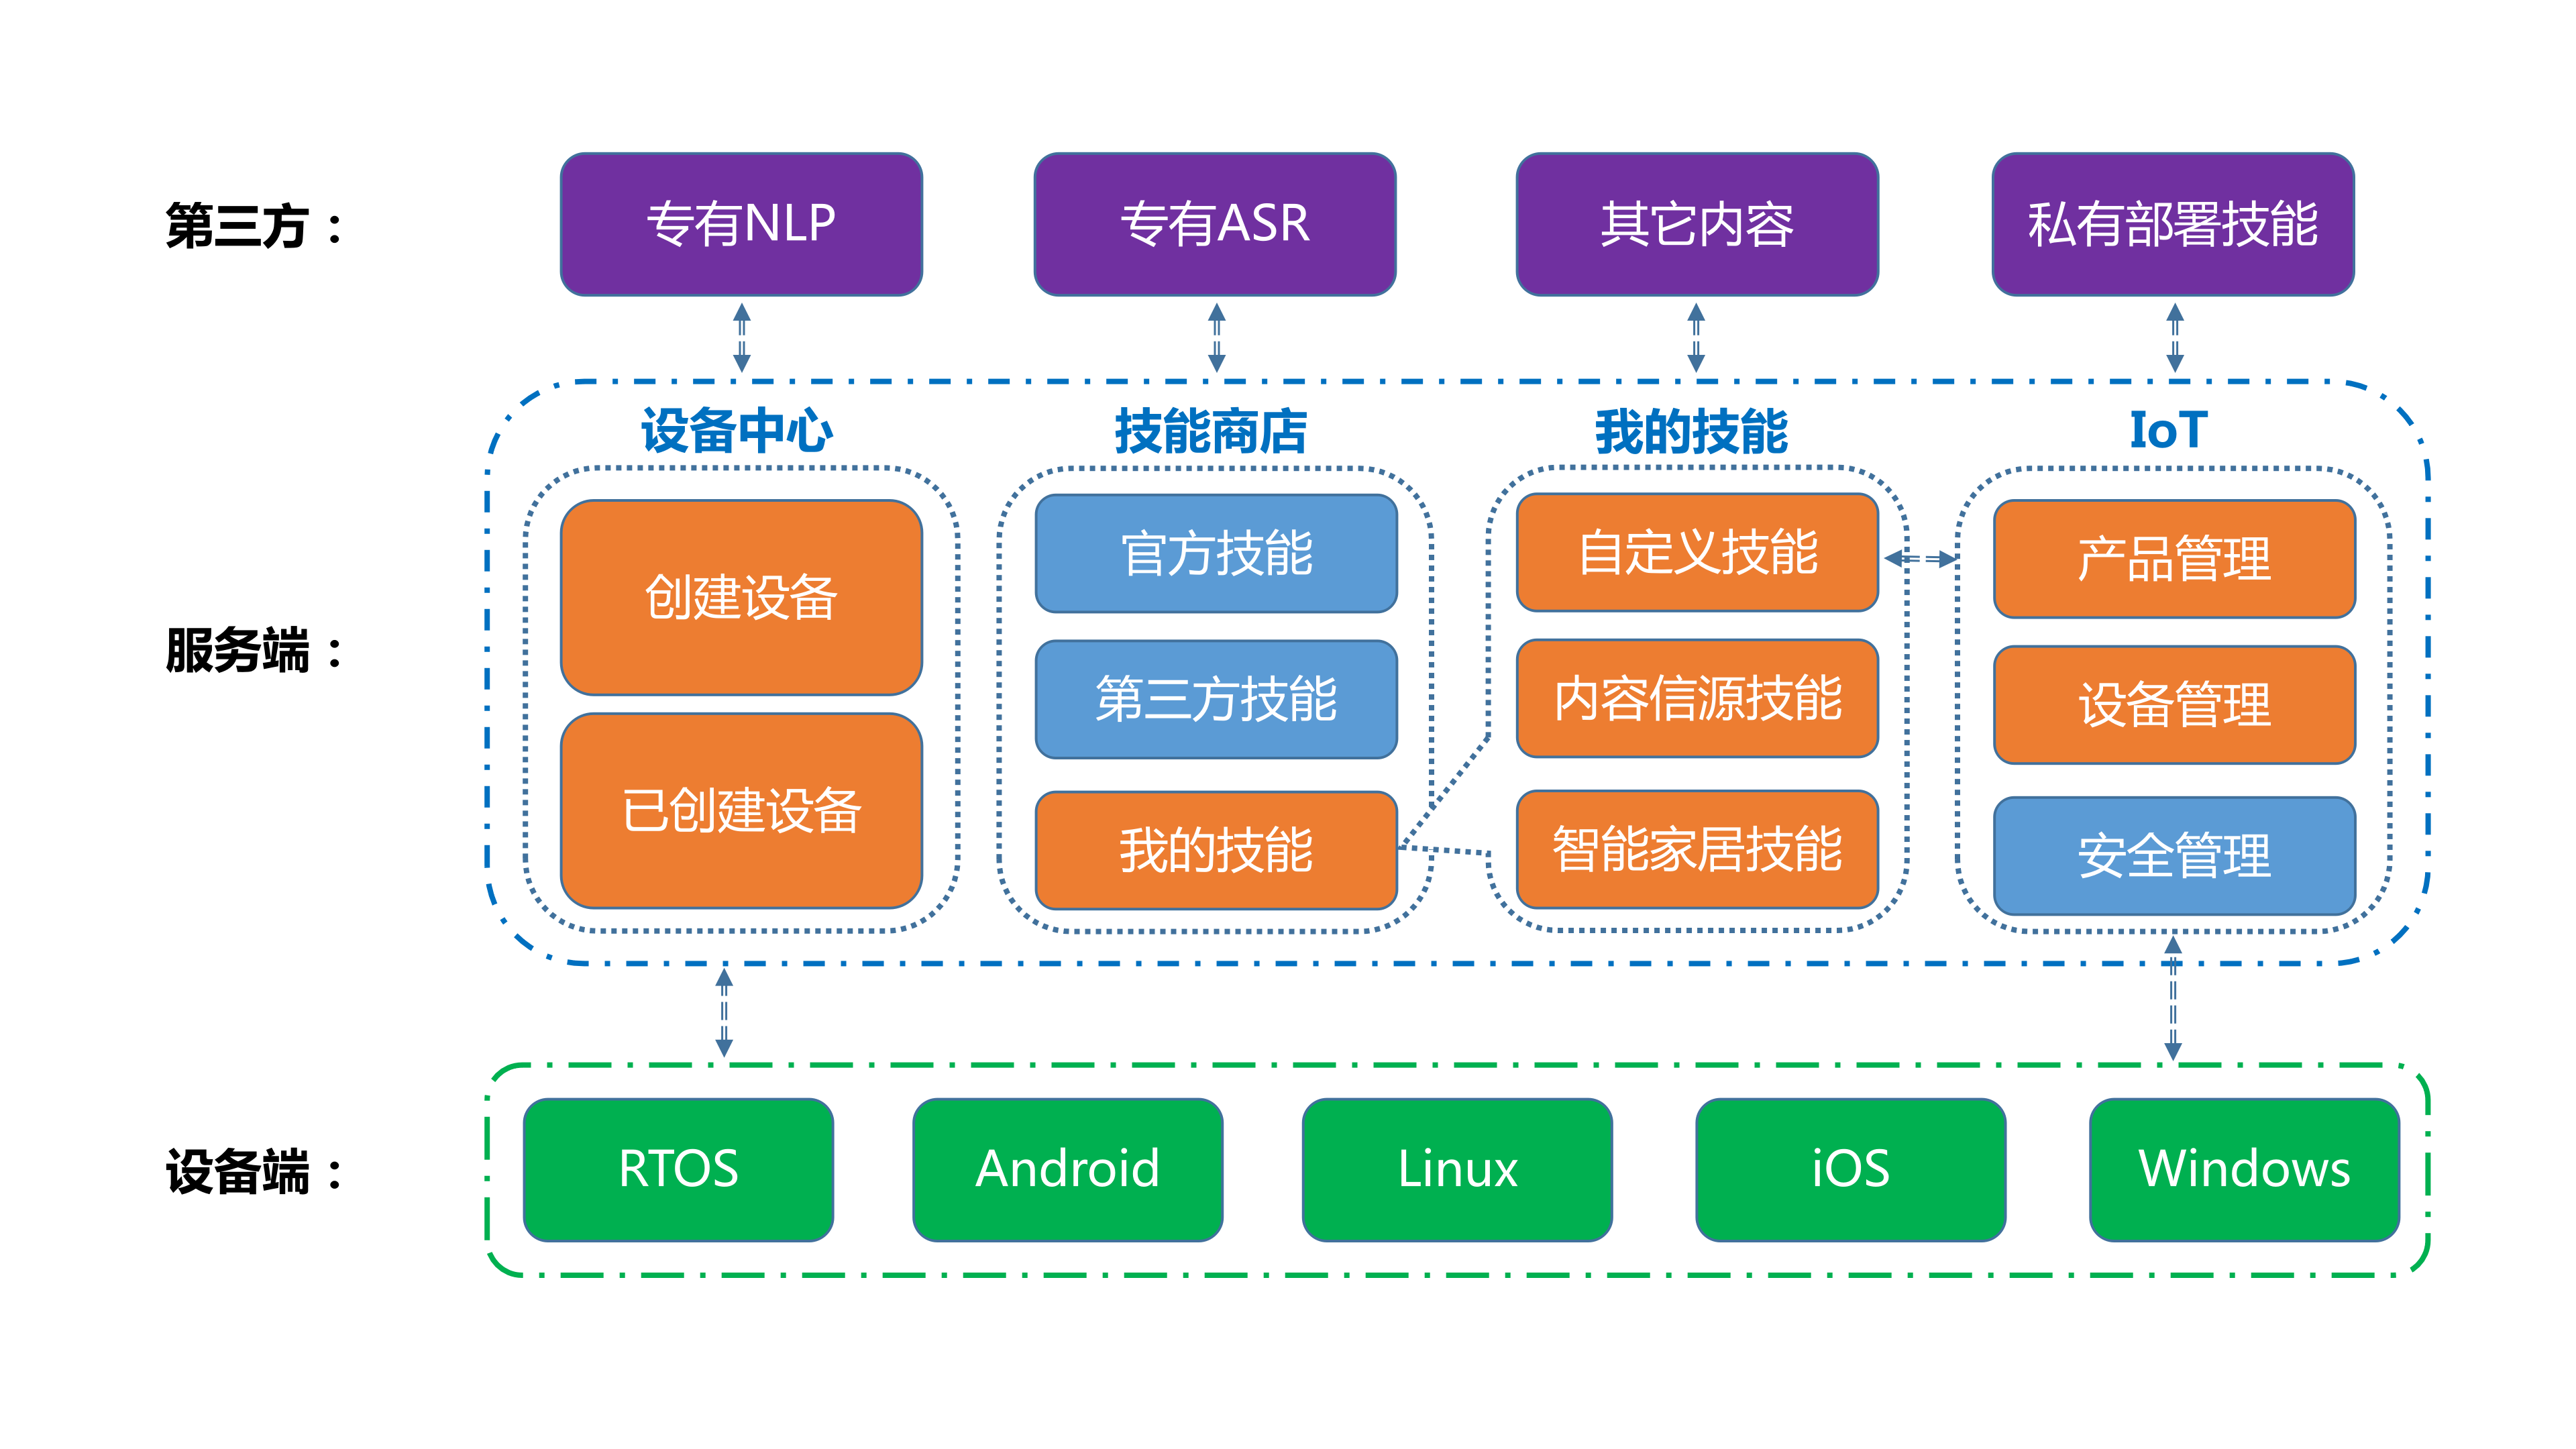 第三方：
专有NLP
专有ASR
其它内容
私有部署技能
服务端：
设备中心
创建设备
已创建设备
技能商店
官方技能
第三方技能
我的技能
我的技能
自定义技能
内容信源技能
智能家居技能
IoT
产品管理
设备管理
安全管理
设备端：
RTOS
Android
Linux
iOS
Windows